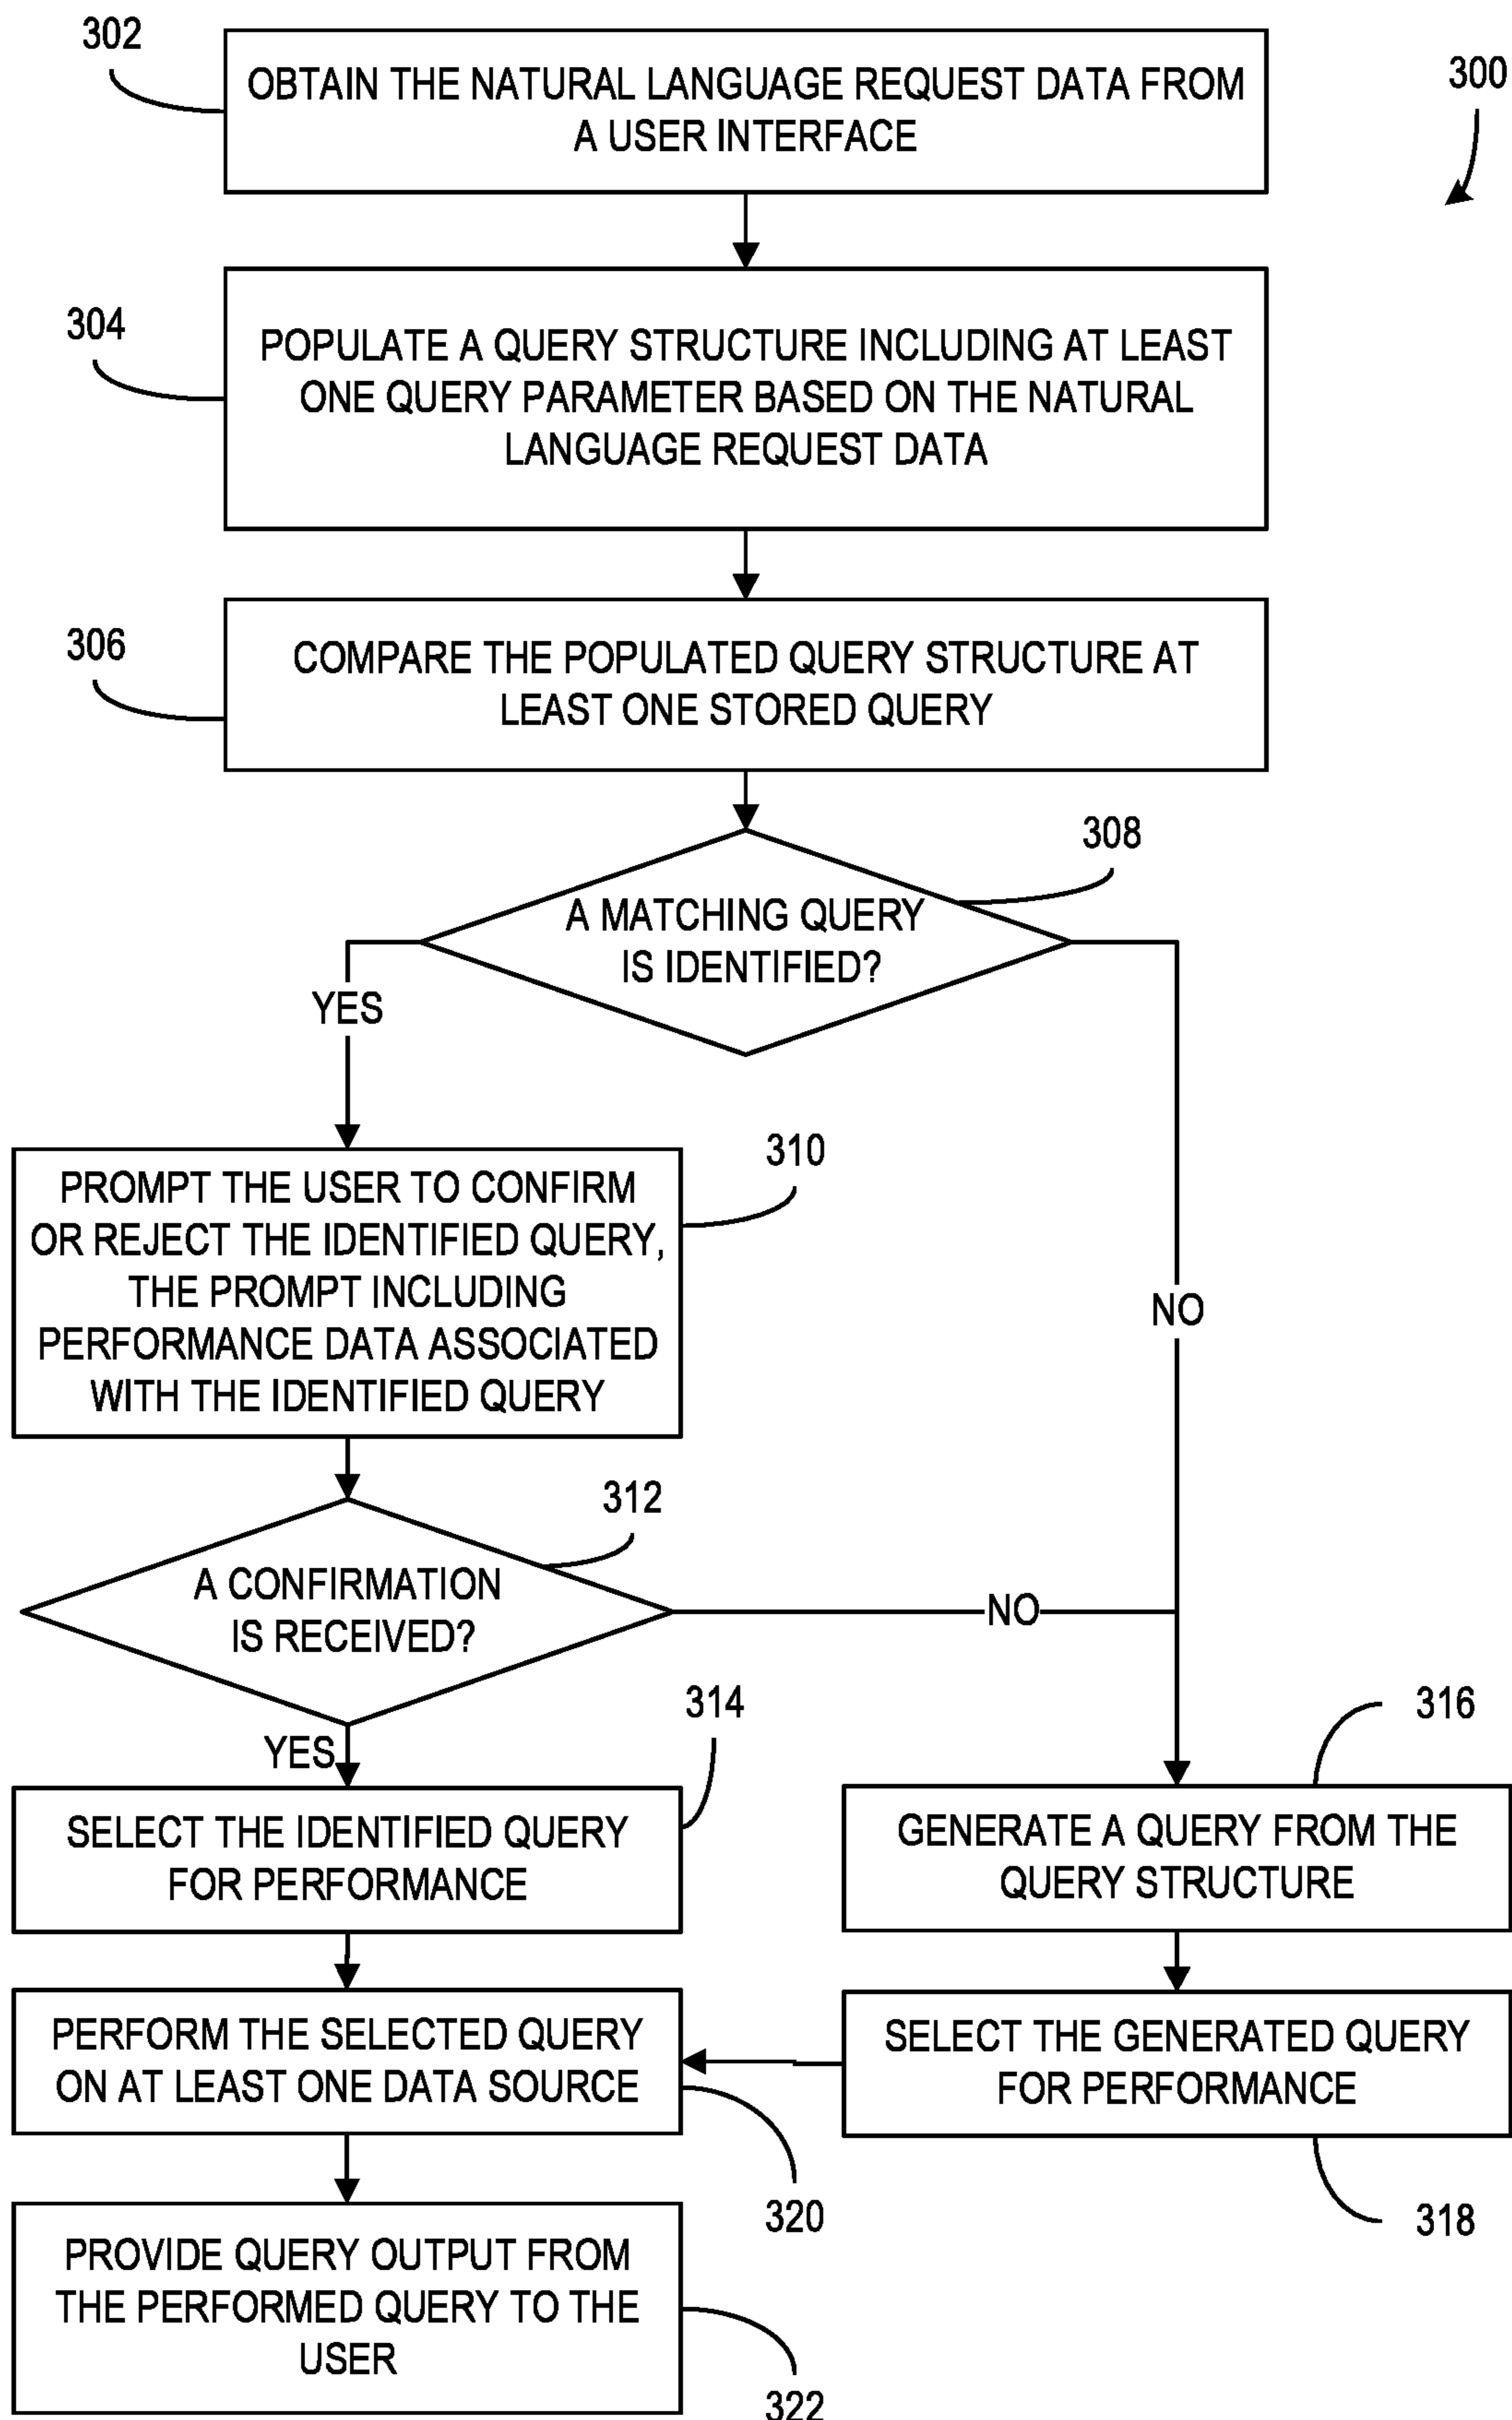 302
OBTAIN THE NATURAL LANGUAGE REQUEST DATA FROM
A USER INTERFACE
300
304
POPULATE A QUERY STRUCTURE INCLUDING AT LEAST
ONE QUERY PARAMETER BASED ON THE NATURAL
LANGUAGE REQUEST DATA
306
COMPARE THE POPULATED QUERY STRUCTURE AT
LEAST ONE STORED QUERY
308
A MATCHING QUERY
IS IDENTIFIED?
YES
NO
310
PROMPT THE USER TO CONFIRM
OR REJECT THE IDENTIFIED QUERY,
THE PROMPT INCLUDING
PERFORMANCE DATA ASSOCIATED
WITH THE IDENTIFIED QUERY
312
A CONFIRMATION
IS RECEIVED?
NO
YES
314
SELECT THE IDENTIFIED QUERY
FOR PERFORMANCE
316
GENERATE A QUERY FROM THE
QUERY STRUCTURE
PERFORM THE SELECTED QUERY
ON AT LEAST ONE DATA SOURCE
320
SELECT THE GENERATED QUERY
FOR PERFORMANCE
318
PROVIDE QUERY OUTPUT FROM
THE PERFORMED QUERY TO THE
USER
322